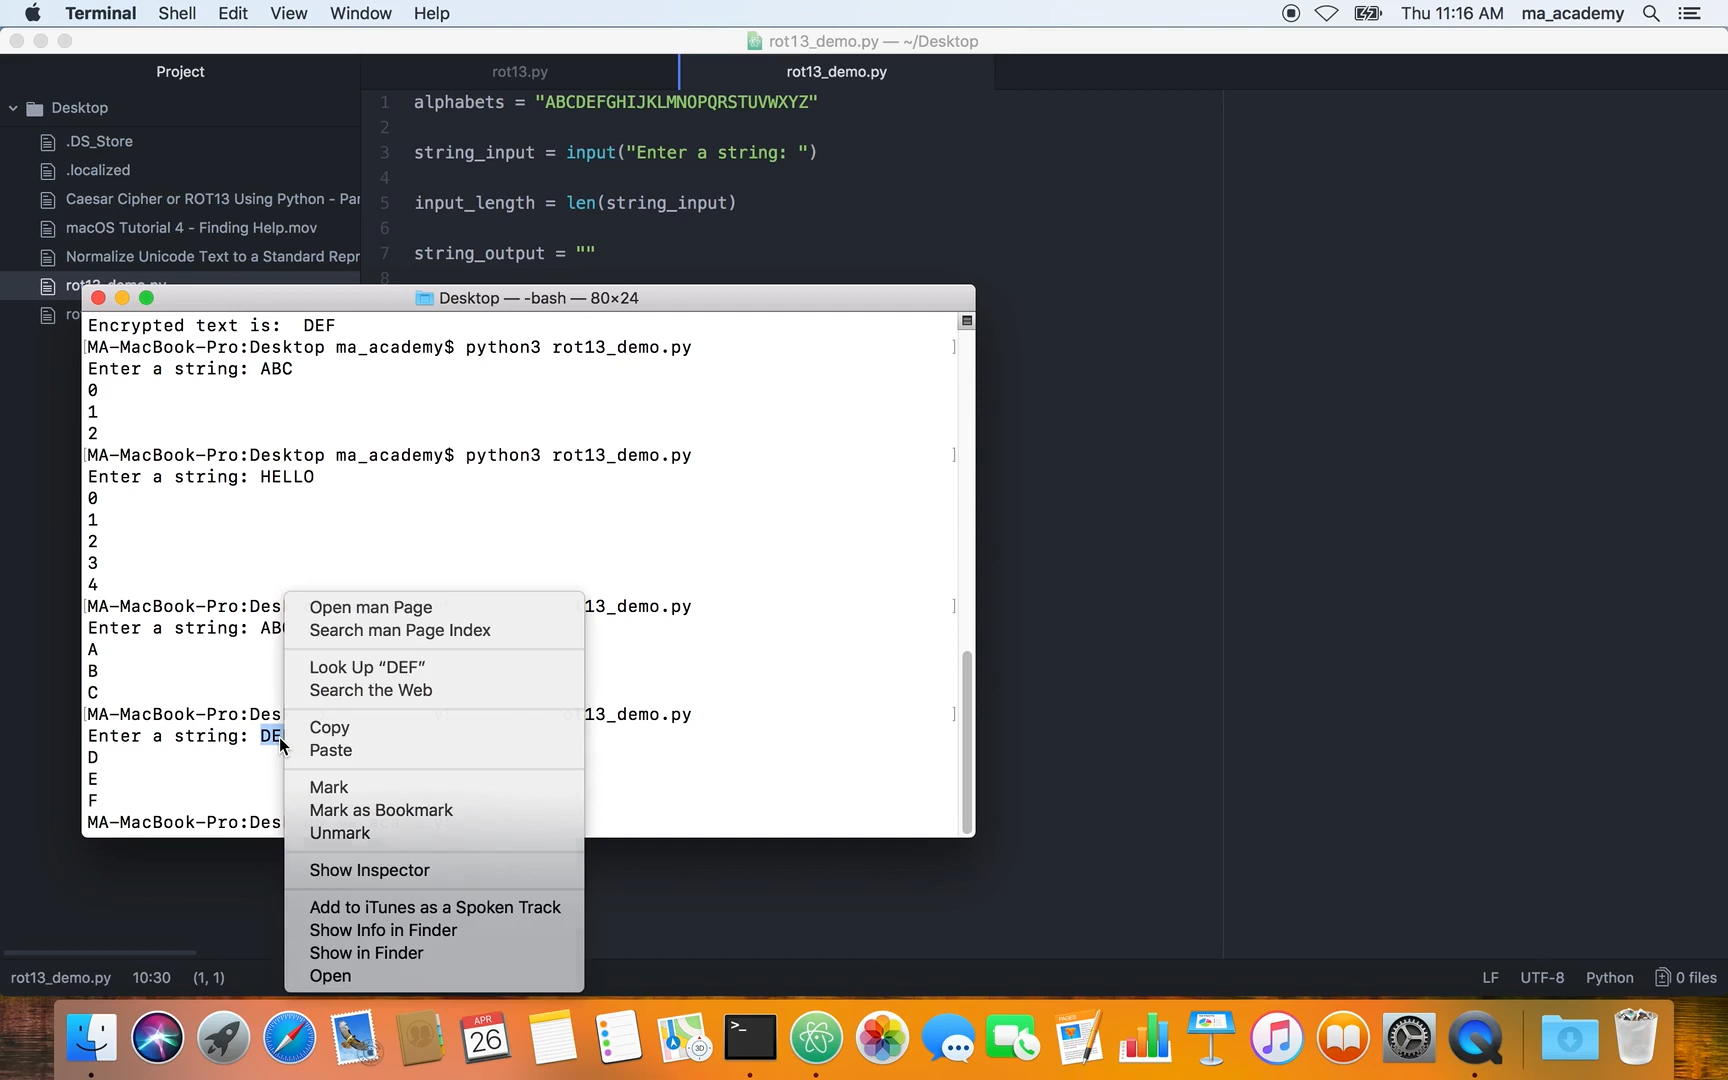 Terminal Shell Edit View Window Help Thu 11:16 AM ma_academy
rot13_demo.py — ~/Desktop
Project rot13.py rot13_demo.py
Desktop
.DS_Store
.localized
Caesar Cipher or ROT13 Using Python - Par
macOS Tutorial 4 - Finding Help.mov
Normalize Unicode Text to a Standard Repr
1 alphabets = "ABCDEFGHIJKLMNOPQRSTUVWXYZ"
2
3 string_input = input("Enter a string: ")
4
5 input_length = len(string_input)
6
7 string_output = ""
8
Desktop — -bash — 80×24
Encrypted text is:  DEF
[MA-MacBook-Pro:Desktop ma_academy$ python3 rot13_demo.py ]
Enter a string: ABC
0
1
2
[MA-MacBook-Pro:Desktop ma_academy$ python3 rot13_demo.py ]
Enter a string: HELLO
0
1
2
3
4
[MA-MacBook-Pro:Des 13_demo.py ]
Enter a string: AB
A
B
C
[MA-MacBook-Pro:Des 13_demo.py ]
Enter a string: DE
D
E
F
MA-MacBook-Pro:Des
Open man Page
Search man Page Index
Look Up “DEF”
Search the Web
Copy
Paste
Mark
Mark as Bookmark
Unmark
Show Inspector
Add to iTunes as a Spoken Track
Show Info in Finder
Show in Finder
Open
rot13_demo.py 10:30 (1, 1) LF UTF-8 Python 0 files
APR
26
PAGES
3D